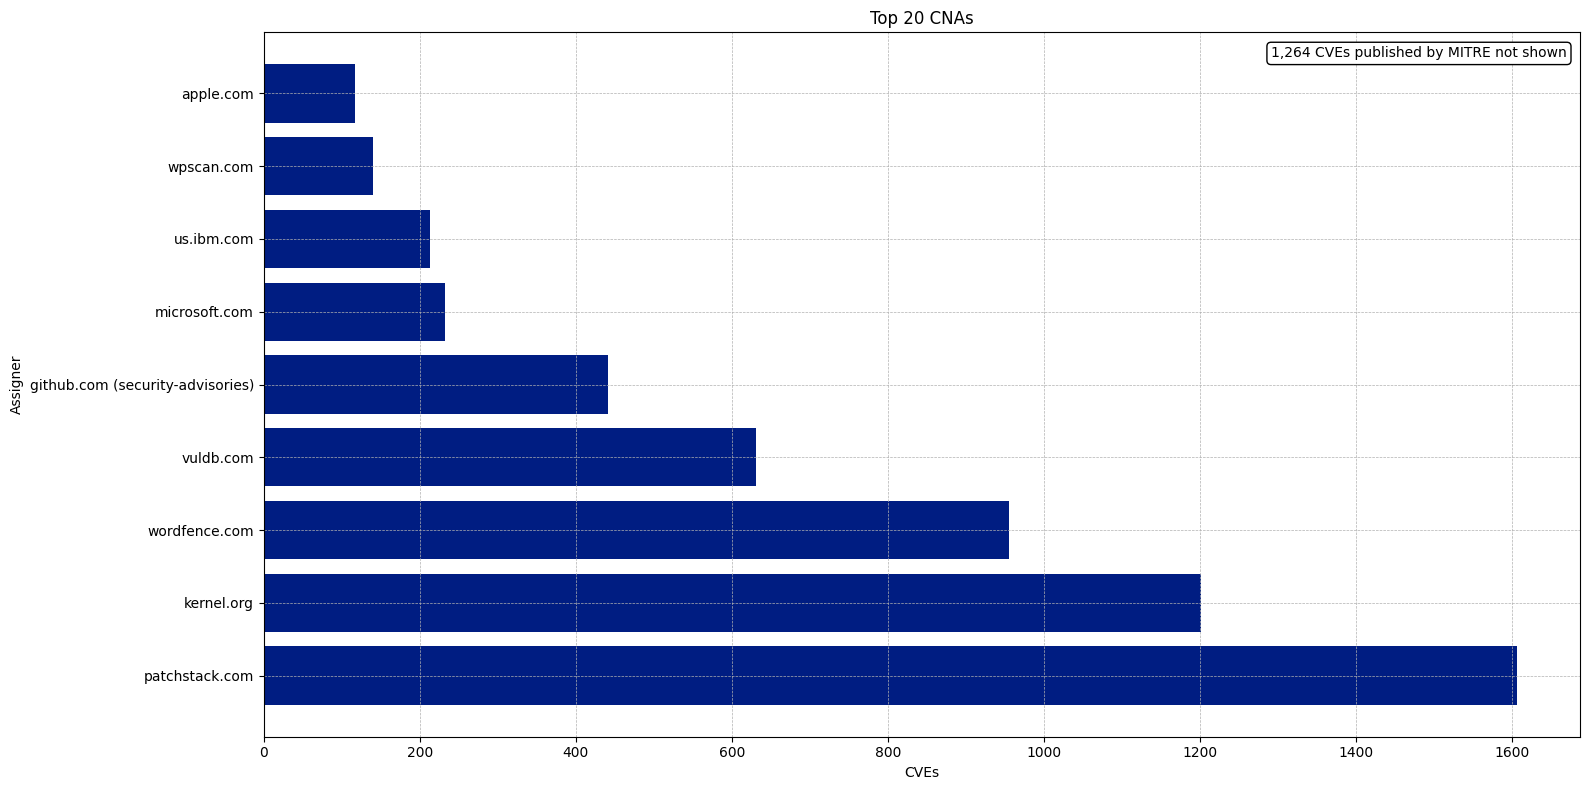 Top 20 CNAs
1,264 CVEs published by MITRE not shown
Assigner
apple.com
wpscan.com
us.ibm.com
microsoft.com
github.com (security-advisories)
vuldb.com
wordfence.com
kernel.org
patchstack.com
0 200 400 600 800 1000 1200 1400 1600
CVEs